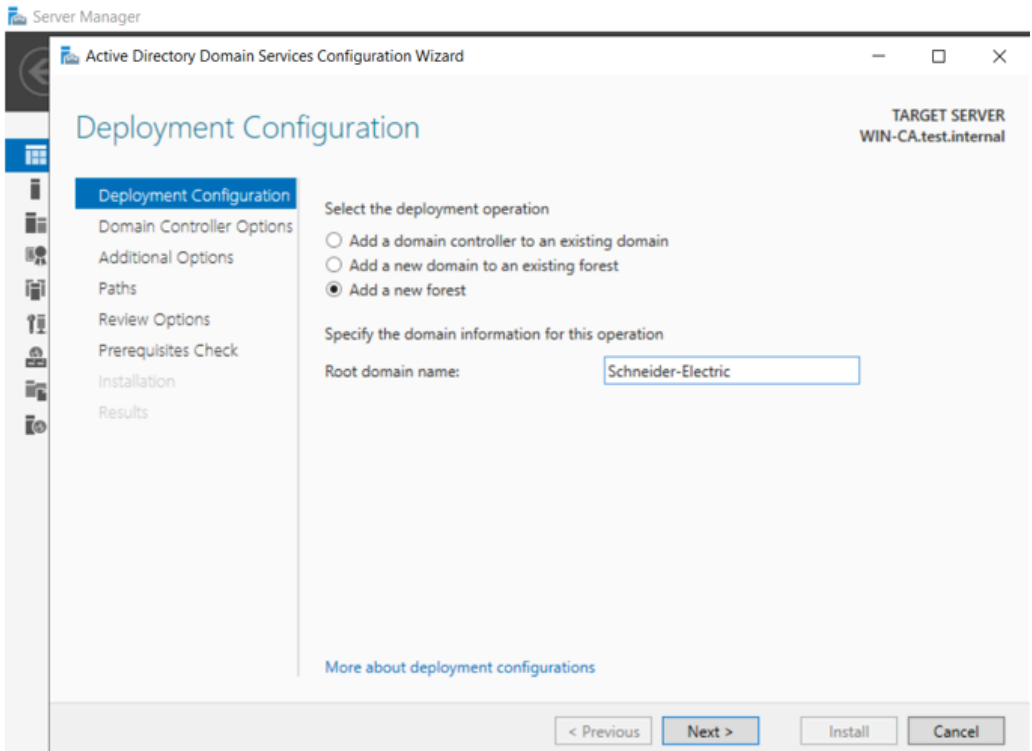 Server Manager
Active Directory Domain Services Configuration Wizard
Deployment Configuration
TARGET SERVER
WIN-CA.test.internal
Deployment Configuration
Domain Controller Options
Additional Options
Paths
Review Options
Prerequisites Check
Installation
Results
Select the deployment operation
Add a domain controller to an existing domain
Add a new domain to an existing forest
Add a new forest
Specify the domain information for this operation
Root domain name: Schneider-Electric
More about deployment configurations
< Previous Next > Install Cancel